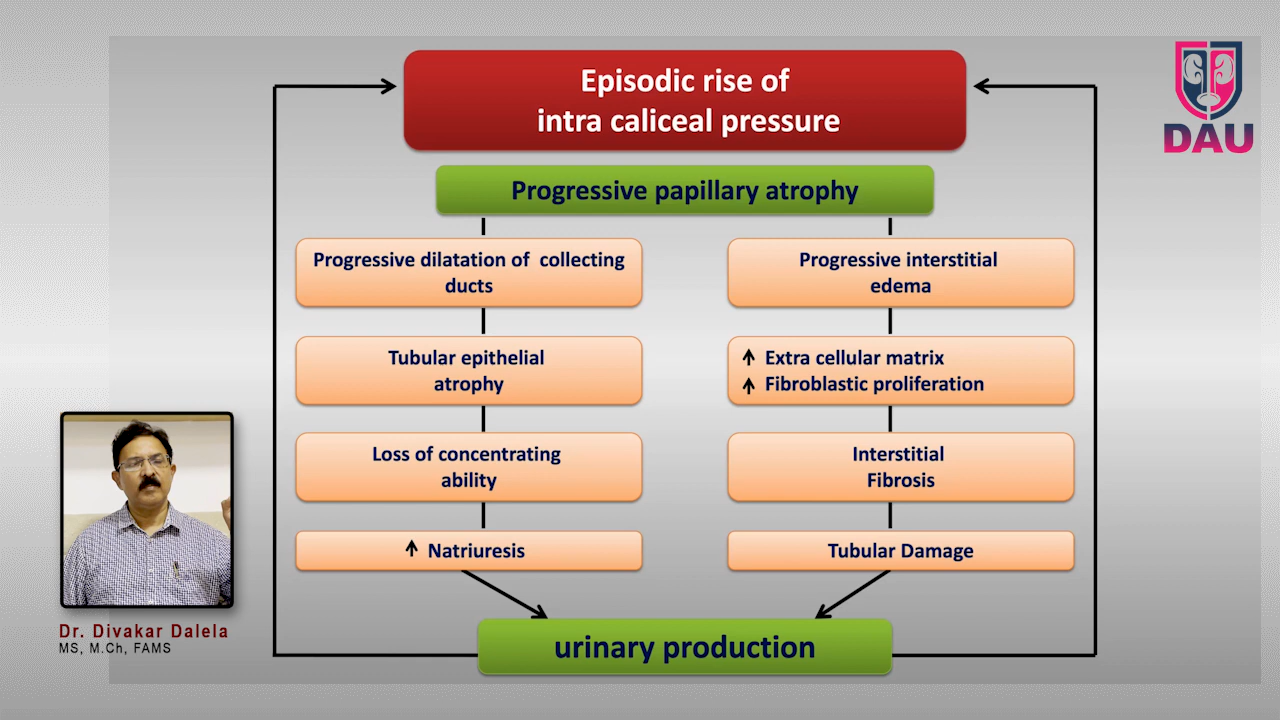 Episodic rise of
intra caliceal pressure
DAU
Progressive papillary atrophy
Progressive dilatation of collecting
ducts
Tubular epithelial
atrophy
Loss of concentrating
ability
↑ Natriuresis
Progressive interstitial
edema
↑ Extra cellular matrix
↑ Fibroblastic proliferation
Interstitial
Fibrosis
Tubular Damage
urinary production
Dr. Divakar Dalela
MS, M.Ch, FAMS